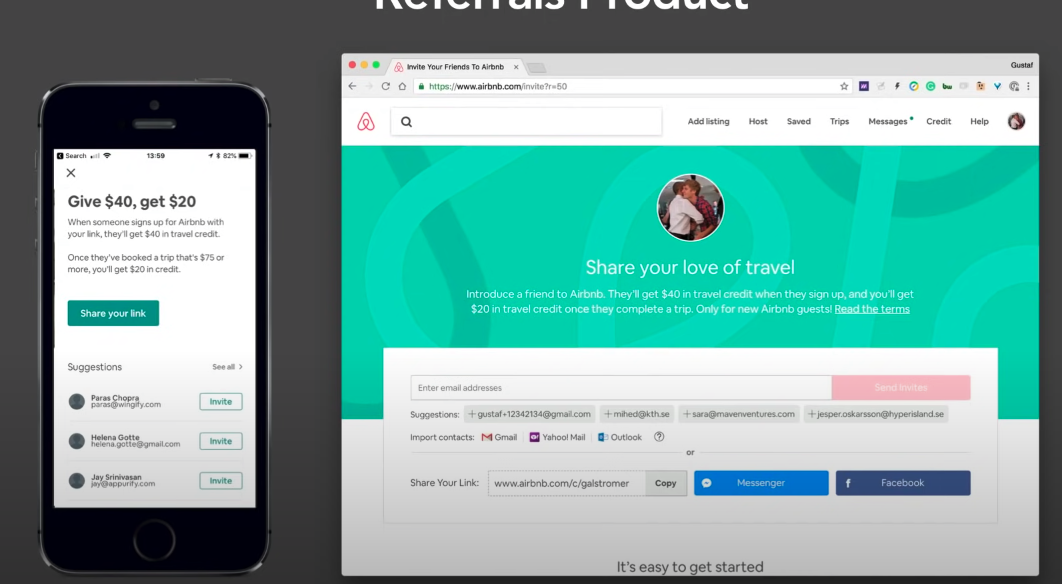 Referrals Product
Search 13:59 82%
Give $40, get $20
When someone signs up for Airbnb with
your link, they'll get $40 in travel credit.
Once they've booked a trip that's $75 or
more, you'll get $20 in credit.
Share your link
Suggestions See all >
Paras Chopra
paras@wingify.com
Invite
Helena Gotte
helena.gotte@gmail.com
Invite
Jay Srinivasan
jay@appurify.com
Invite
Invite Your Friends To Airbnb × Gustaf
https://www.airbnb.com/invite?r=50
Add listing Host Saved Trips Messages Credit Help
Share your love of travel
Introduce a friend to Airbnb. They'll get $40 in travel credit when they sign up, and you'll get
$20 in travel credit once they complete a trip. Only for new Airbnb guests! Read the terms
Enter email addresses Send Invites
Suggestions: + gustaf+12342134@gmail.com + mihed@kth.se + sara@mavenventures.com + jesper.oskarsson@hyperisland.se
Import contacts: Gmail Yahoo! Mail Outlook ?
or
Share Your Link: www.airbnb.com/c/galstromer Copy Messenger Facebook
It's easy to get started